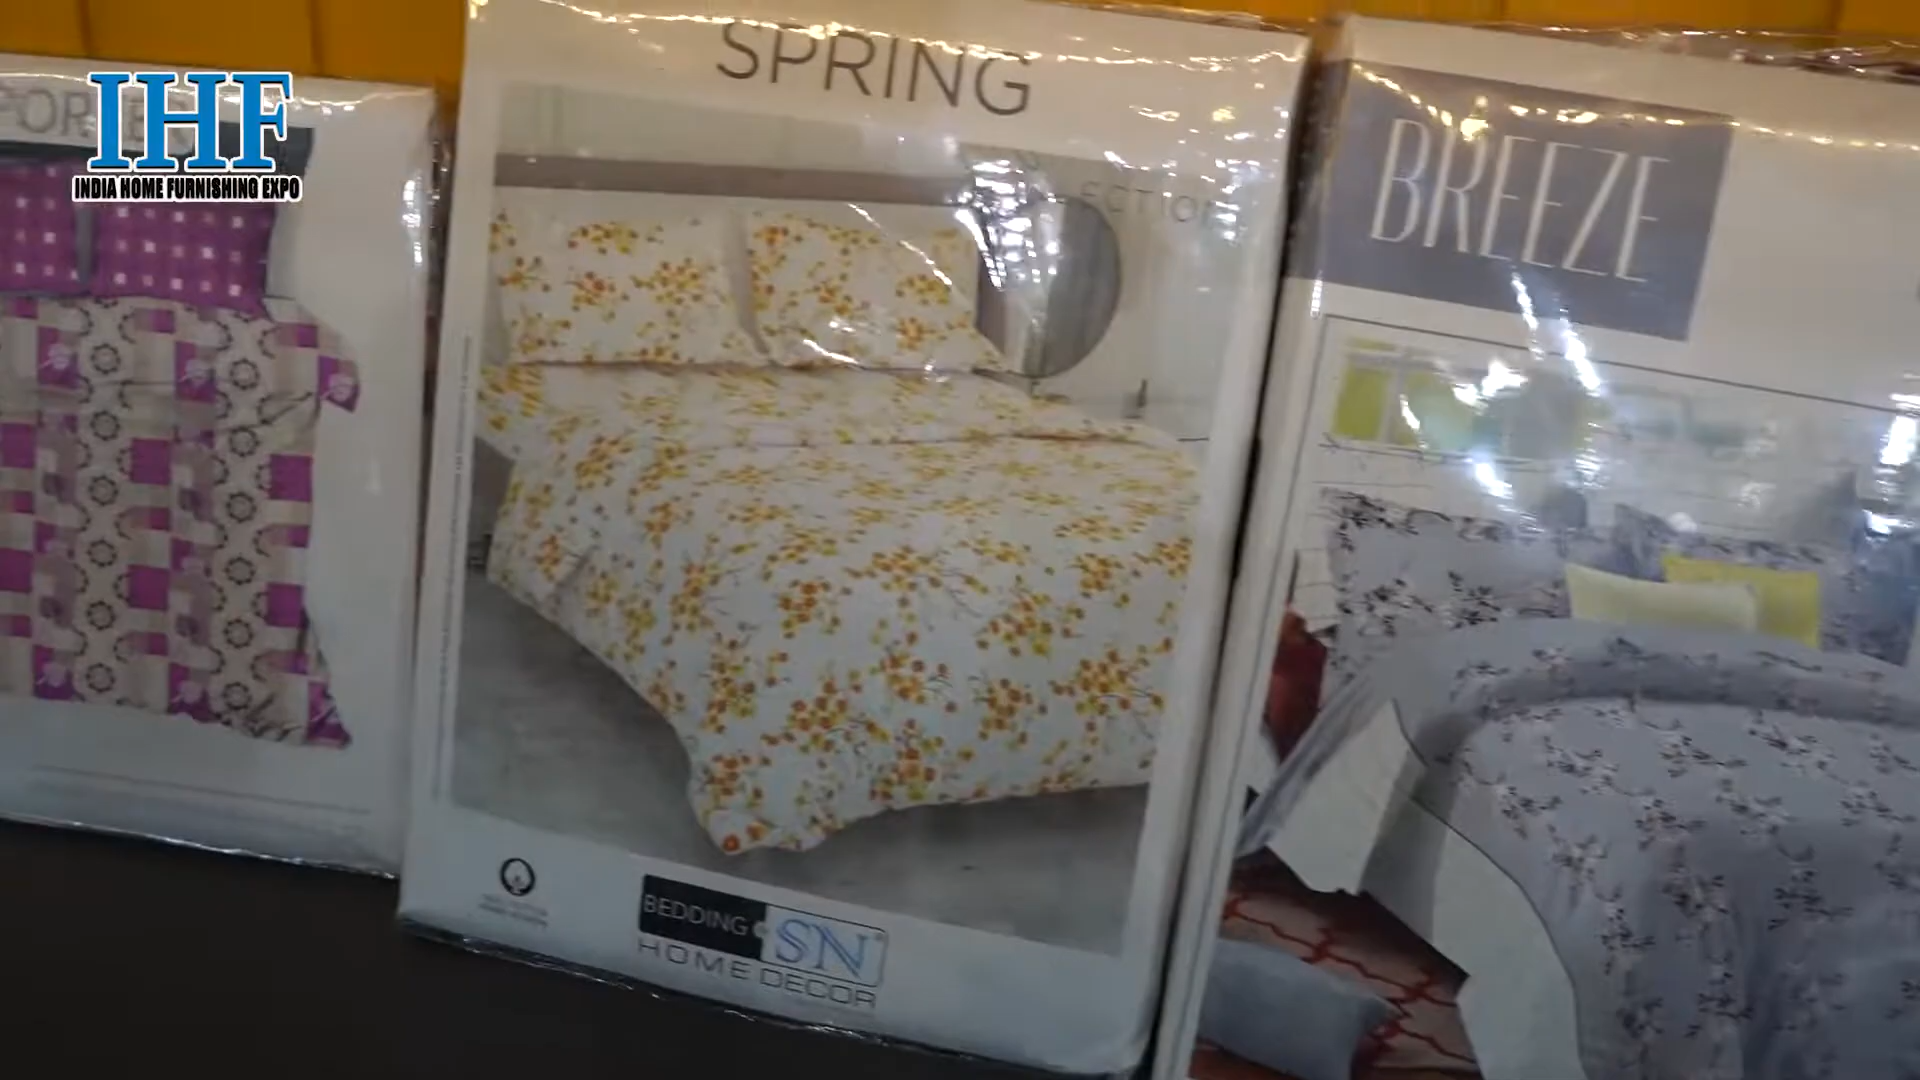 IHF
INDIA HOME FURNISHING EXPO
SPRING
BREEZE
BEDDING
SN
HOME DECOR